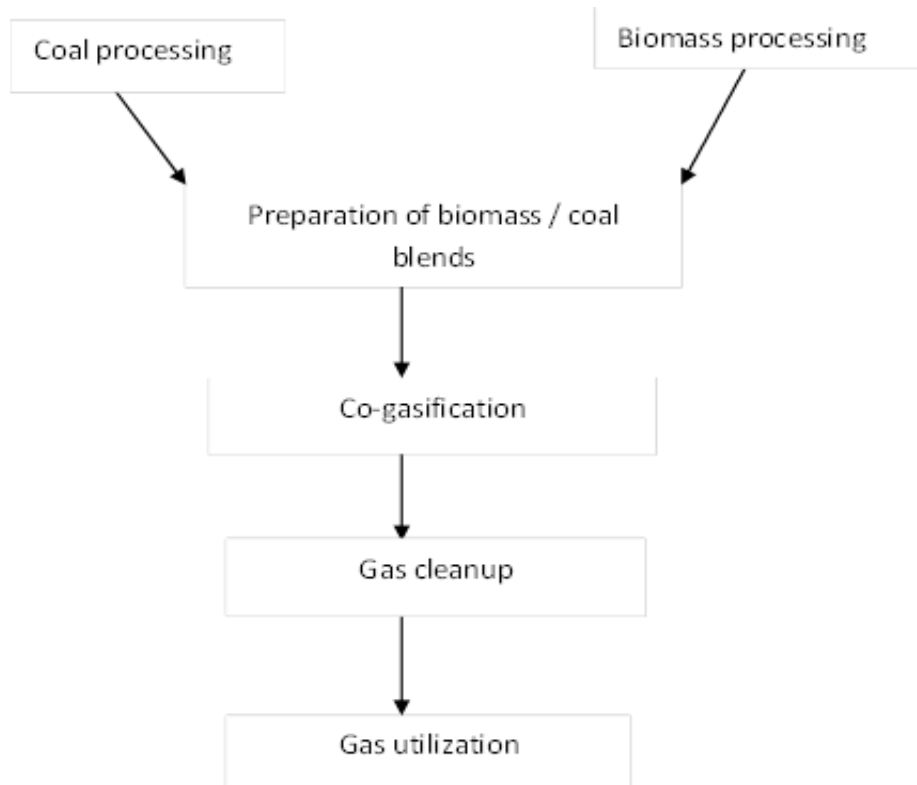 Coal processing
Biomass processing
Preparation of biomass / coal
blends
Co-gasification
Gas cleanup
Gas utilization